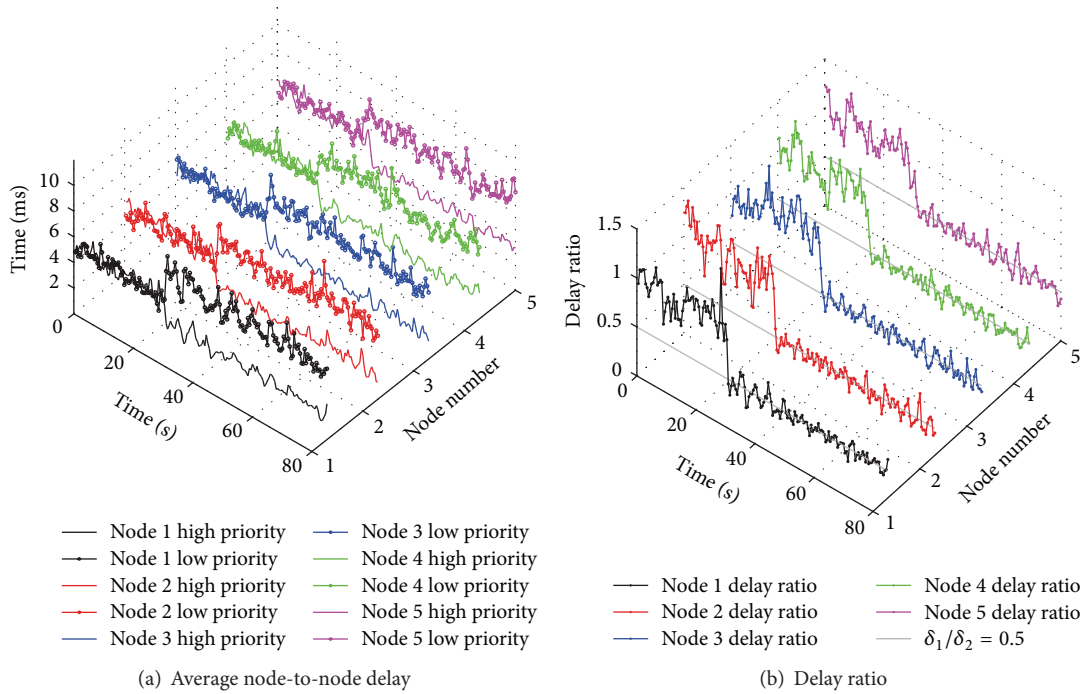 10
8
6
4
2
0
Time (ms)
20
40
60
80
Time (s)
1
2
3
4
5
Node number
Node 1 high priority
Node 1 low priority
Node 2 high priority
Node 2 low priority
Node 3 high priority
Node 3 low priority
Node 4 high priority
Node 4 low priority
Node 5 high priority
Node 5 low priority
(a) Average node-to-node delay
1.5
1
0.5
0
Delay ratio
0
20
40
60
80
Time (s)
1
2
3
4
5
Node number
Node 1 delay ratio
Node 2 delay ratio
Node 3 delay ratio
Node 4 delay ratio
Node 5 delay ratio
δ₁/δ₂ = 0.5
(b) Delay ratio